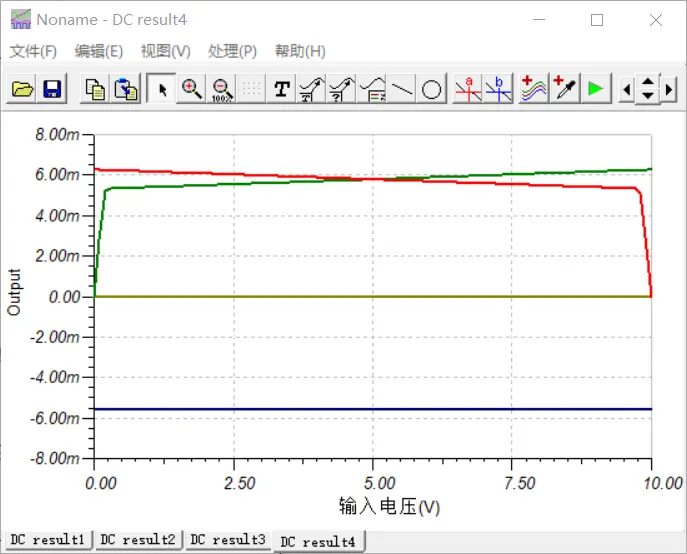 Noname - DC result4
文件(F) 编辑(E) 视图(V) 处理(P) 帮助(H)
100% T T ? a b
8.00m
6.00m
4.00m
2.00m
Output
0.00
-2.00m
-4.00m
-6.00m
-8.00m
0.00 2.50 5.00 7.50 10.00
输入电压(V)
DC result1 DC result2 DC result3 DC result4